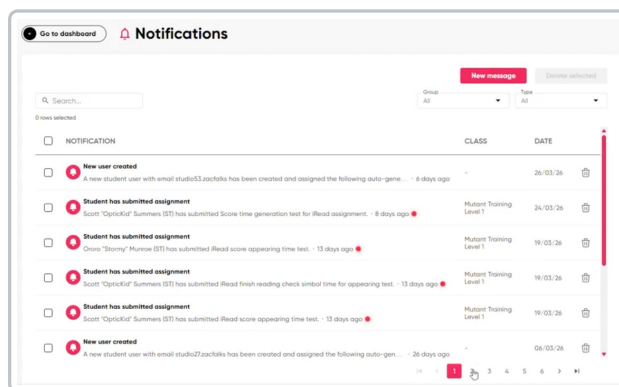 Go to dashboard
Notifications
New message
Delete selected
Search...
Group
All
Type
All
0 rows selected
NOTIFICATION CLASS DATE
New user created
A new student user with email studio53.zacfalks has been created and assigned the following auto-gene... · 6 days ago
- 26/03/26
Student has submitted assignment
Scott "OpticKid" Summers (ST) has submitted Score time generation test for iRead assignment. · 8 days ago
Mutant Training
Level 1
24/03/26
Student has submitted assignment
Ororo "Stormy" Munroe (ST) has submitted iRead score appearing time test. · 13 days ago
Mutant Training
Level 1
19/03/26
Student has submitted assignment
Scott "OpticKid" Summers (ST) has submitted iRead finish reading check simbol time for appearing test. · 13 days ago
Mutant Training
Level 1
19/03/26
Student has submitted assignment
Scott "OpticKid" Summers (ST) has submitted iRead score appearing time test. · 13 days ago
Mutant Training
Level 1
19/03/26
New user created
A new student user with email studio27.zacfalks has been created and assigned the following auto-gen... · 26 days ago
- 06/03/26
1 2 3 4 5 6